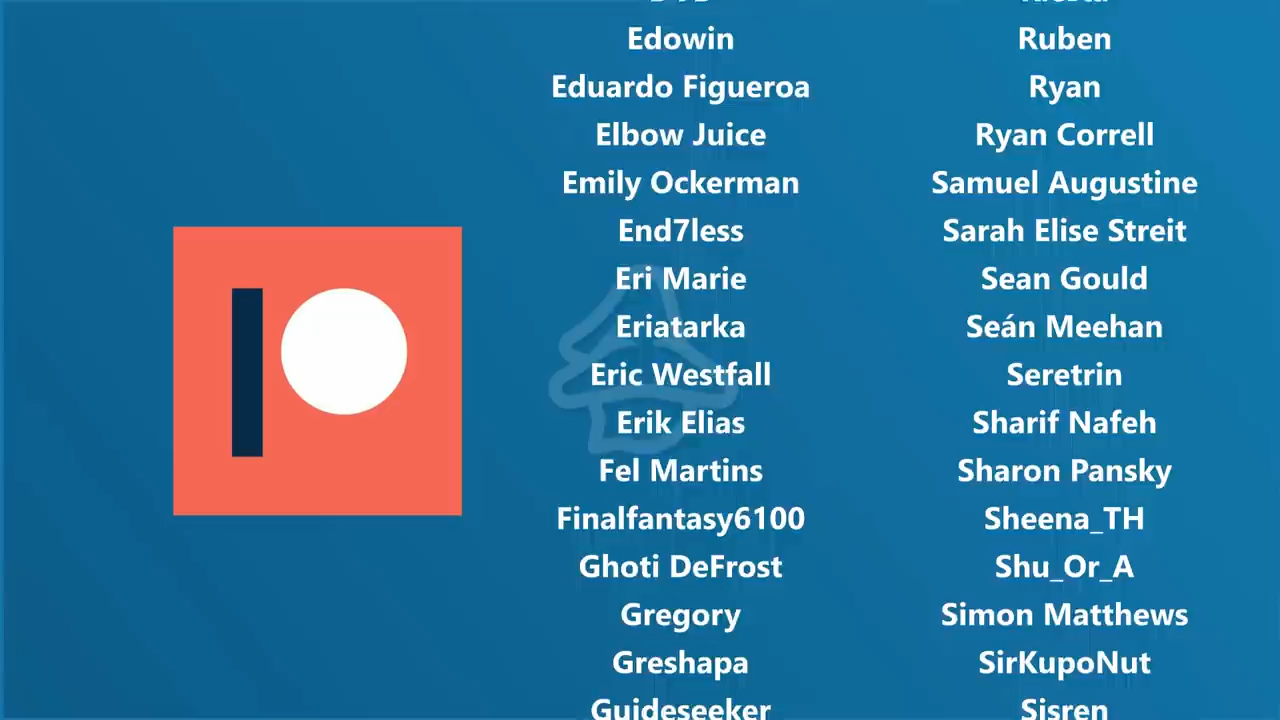 Edowin
Eduardo Figueroa
Elbow Juice
Emily Ockerman
End7less
Eri Marie
Eriatarka
Eric Westfall
Erik Elias
Fel Martins
Finalfantasy6100
Ghoti DeFrost
Gregory
Greshapa
Guideseeker
Ruben
Ryan
Ryan Correll
Samuel Augustine
Sarah Elise Streit
Sean Gould
Seán Meehan
Seretrin
Sharif Nafeh
Sharon Pansky
Sheena_TH
Shu_Or_A
Simon Matthews
SirKupoNut
Sisren